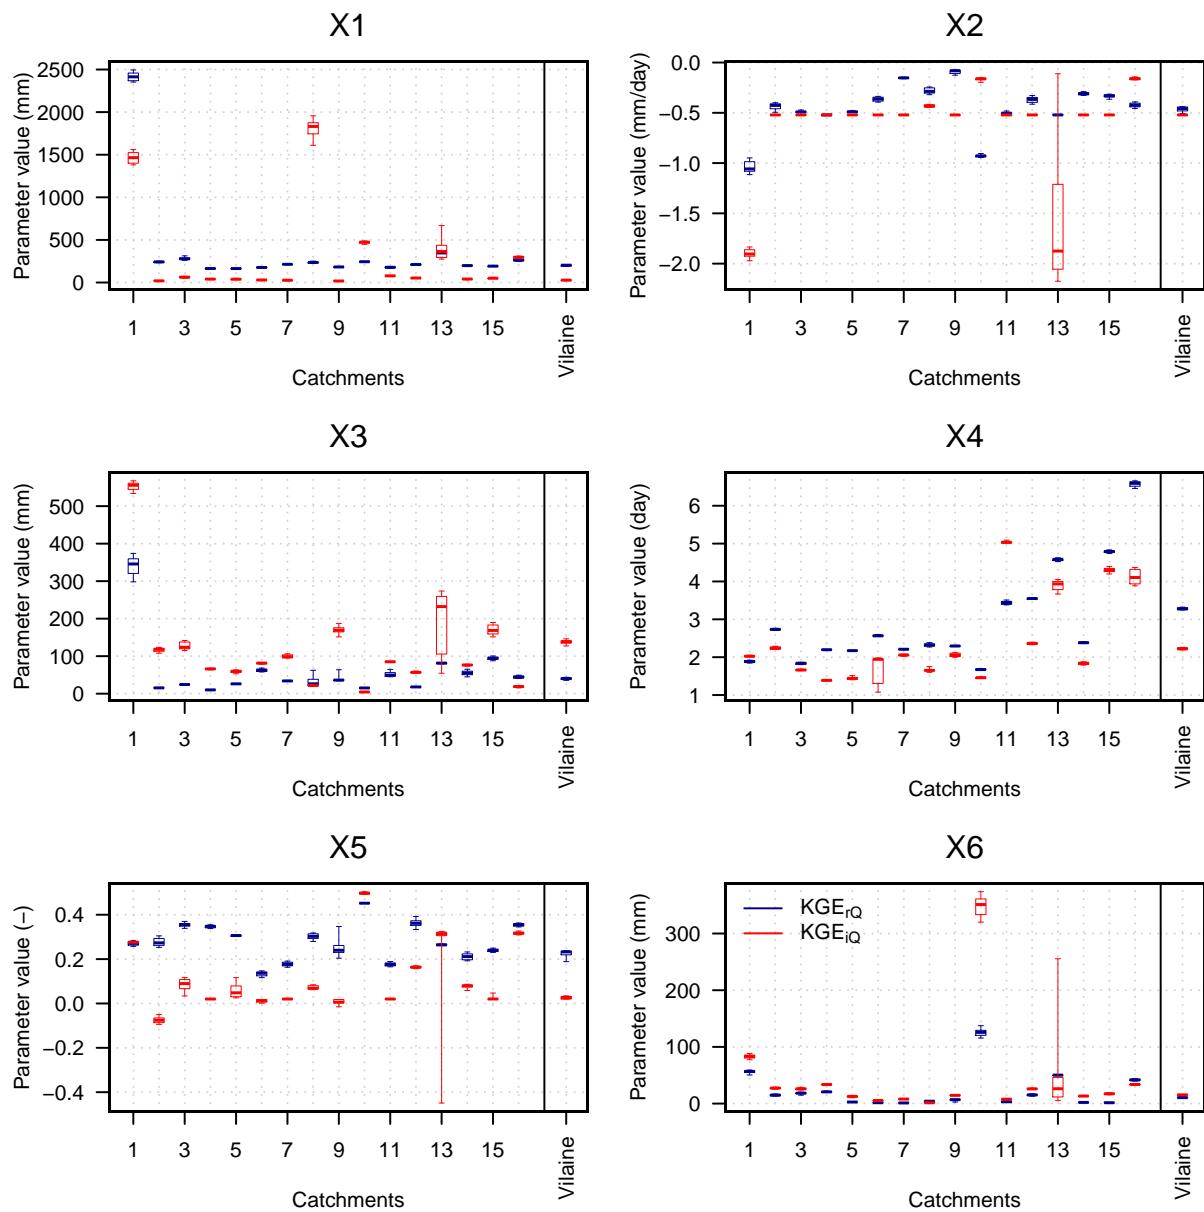 X1
Parameter value (mm)
2500
2000
1500
1000
500
0
1 3 5 7 9 11 13 15 Vilaine
Catchments
X2
Parameter value (mm/day)
0.0
−0.5
−1.0
−1.5
−2.0
1 3 5 7 9 11 13 15 Vilaine
Catchments
X3
Parameter value (mm)
500
400
300
200
100
0
1 3 5 7 9 11 13 15 Vilaine
Catchments
X4
Parameter value (day)
6
5
4
3
2
1
1 3 5 7 9 11 13 15 Vilaine
Catchments
X5
Parameter value (−)
0.4
0.2
0.0
−0.2
−0.4
1 3 5 7 9 11 13 15 Vilaine
Catchments
X6
Parameter value (mm)
300
200
100
0
KGErQ
KGEiQ
1 3 5 7 9 11 13 15 Vilaine
Catchments